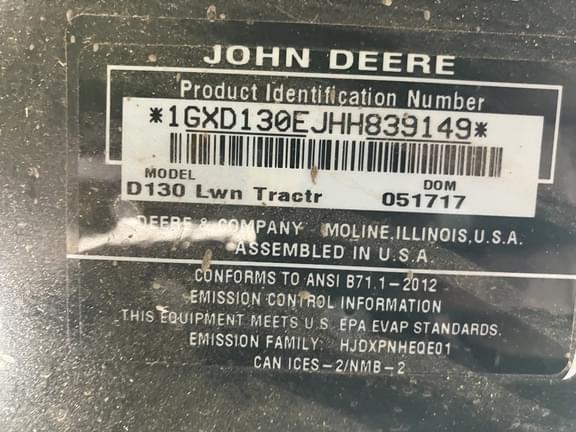 JOHN DEERE
Product Identification Number
*1GXD130EJHH839149*
MODEL DOM
D130 Lwn Tractr 051717
DEERE & COMPANY MOLINE, ILLINOIS, U.S.A.
ASSEMBLED IN U.S.A
CONFORMS TO ANSI B71.1-2012
EMISSION CONTROL INFORMATION
THIS EQUIPMENT MEETS U.S. EPA EVAP STANDARDS.
EMISSION FAMILY: HJDXPNHEQE01
CAN ICES-2/NMB-2